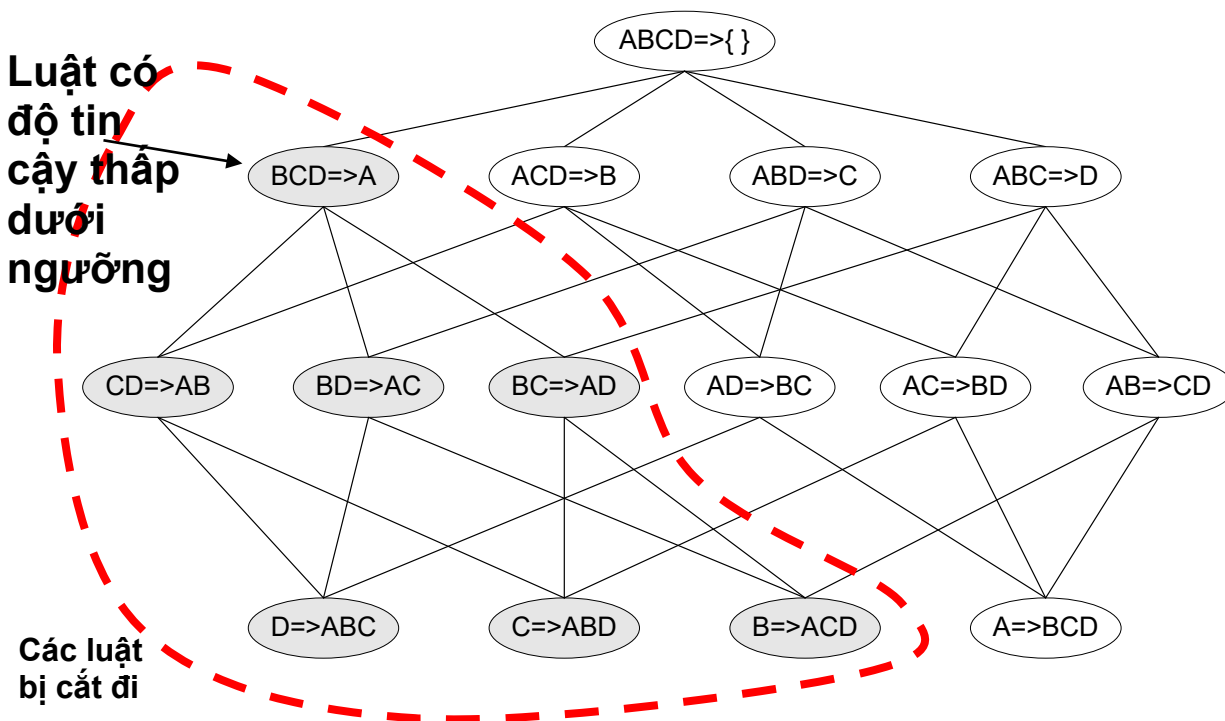 ABCD=>{ }
Luật có
độ tin
cậy thấp
dưới
ngưỡng
BCD=>A
ACD=>B
ABD=>C
ABC=>D
CD=>AB
BD=>AC
BC=>AD
AD=>BC
AC=>BD
AB=>CD
D=>ABC
C=>ABD
B=>ACD
A=>BCD
Các luật
bị cắt đi